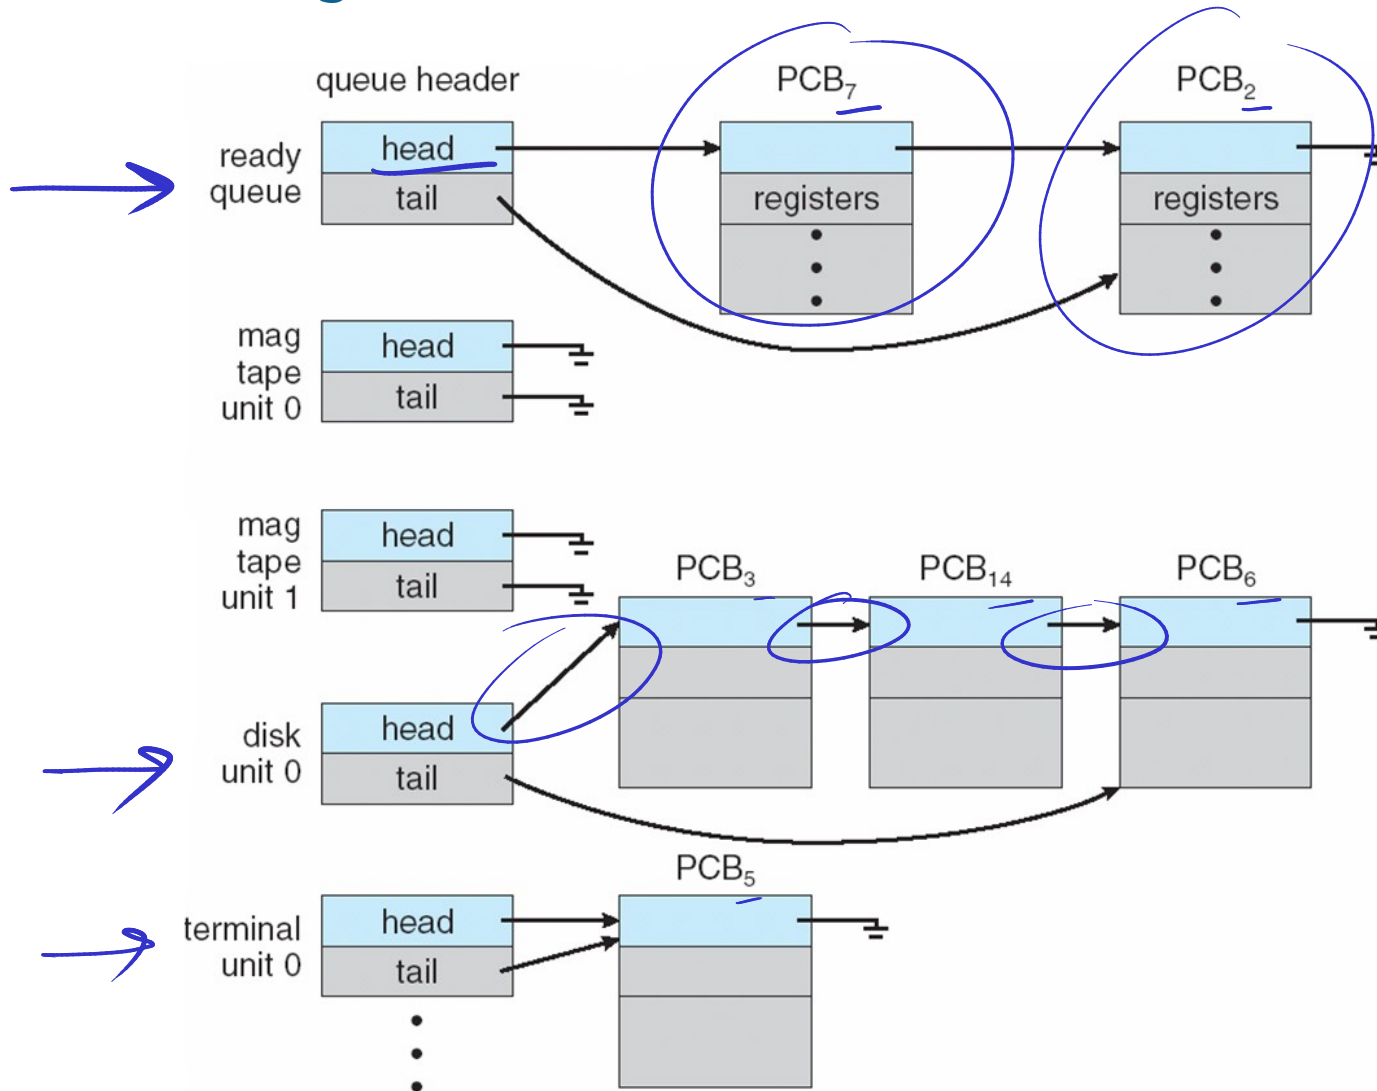 queue header
PCB7
PCB2
ready
queue
head
tail
registers
registers
mag
tape
unit 0
head
tail
mag
tape
unit 1
head
tail
PCB3
PCB14
PCB6
disk
unit 0
head
tail
PCB5
terminal
unit 0
head
tail